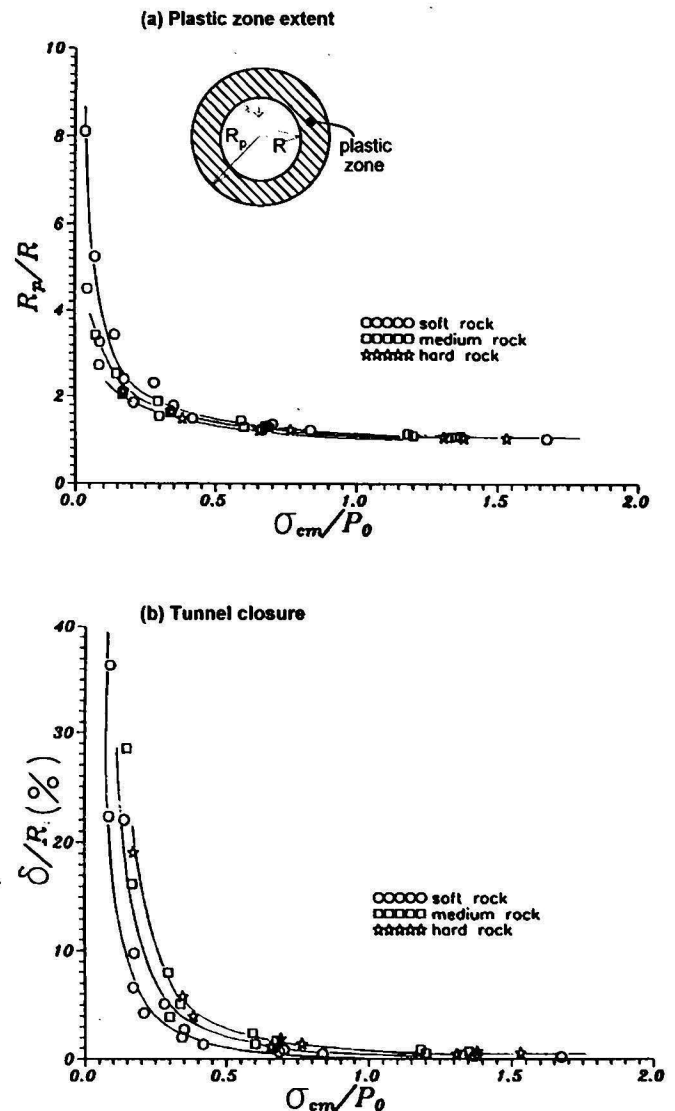 (a) Plastic zone extent
10
8
6
4
2
0
R_p/R
R_p
R
plastic
zone
soft rock
medium rock
hard rock
0.0 0.5 1.0 1.5 2.0
σ_cm/P_0
(b) Tunnel closure
40
30
20
10
0
δ/R (%)
soft rock
medium rock
hard rock
0.0 0.5 1.0 1.5 2.0
σ_cm/P_0